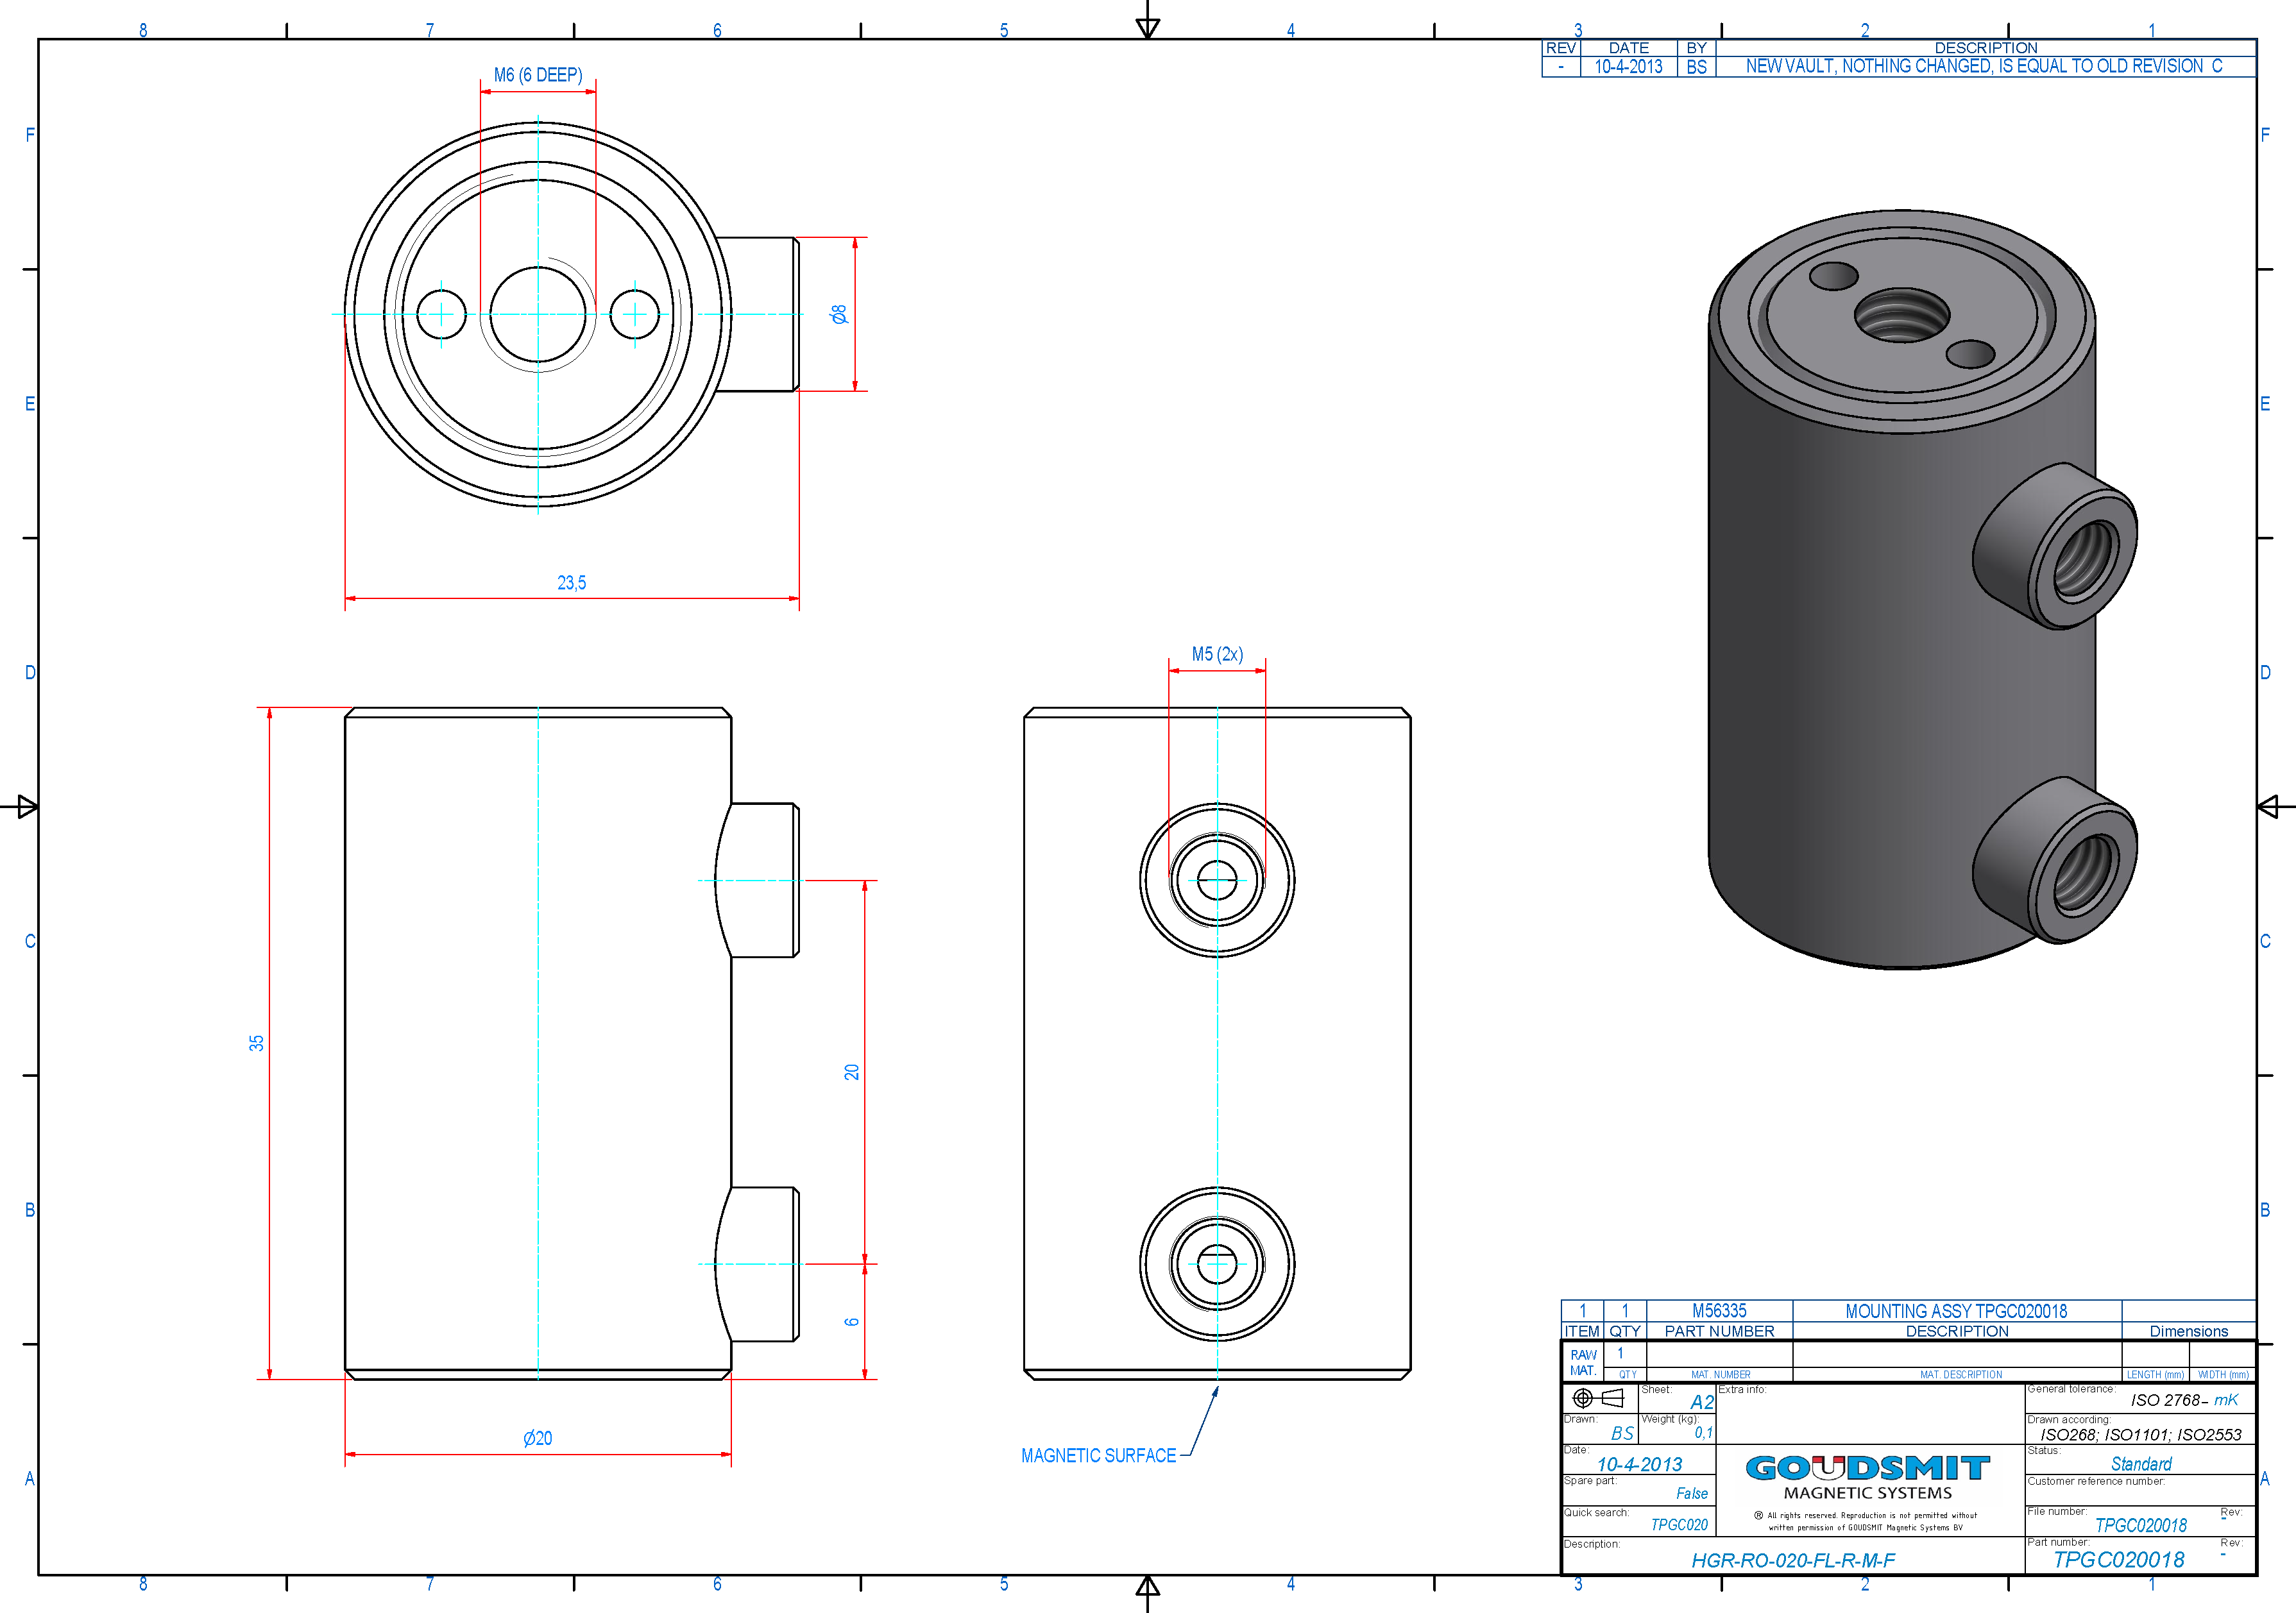 8 7 6 5 4 3 2 1
REV DATE BY DESCRIPTION
- 10-4-2013 BS NEW VAULT, NOTHING CHANGED, IS EQUAL TO OLD REVISION C
M6 (6 DEEP)
F F
E E
Ø8
23,5
M5 (2x)
D D
C C
35
20
B B
6
Ø20
MAGNETIC SURFACE
A A
1 1 M56335 MOUNTING ASSY TPGC020018
ITEM QTY PART NUMBER DESCRIPTION Dimensions
RAW MAT. 1
QTY MAT. NUMBER MAT. DESCRIPTION LENGTH (mm) WIDTH (mm)
Sheet: A2
Extra info:
General tolerance: ISO 2768- mK
Drawn: BS
Weight (kg): 0,1
Drawn according: ISO268; ISO1101; ISO2553
Date: 10-4-2013
Status: Standard
Spare part: False
GOUDSMIT
MAGNETIC SYSTEMS
Customer reference number:
Quick search: TPGC020
® All rights reserved. Reproduction is not permitted without
written permission of GOUDSMIT Magnetic Systems BV
File number: TPGC020018 Rev: -
Description: HGR-RO-020-FL-R-M-F
Part number: TPGC020018 Rev: -
8 7 6 5 4 3 2 1